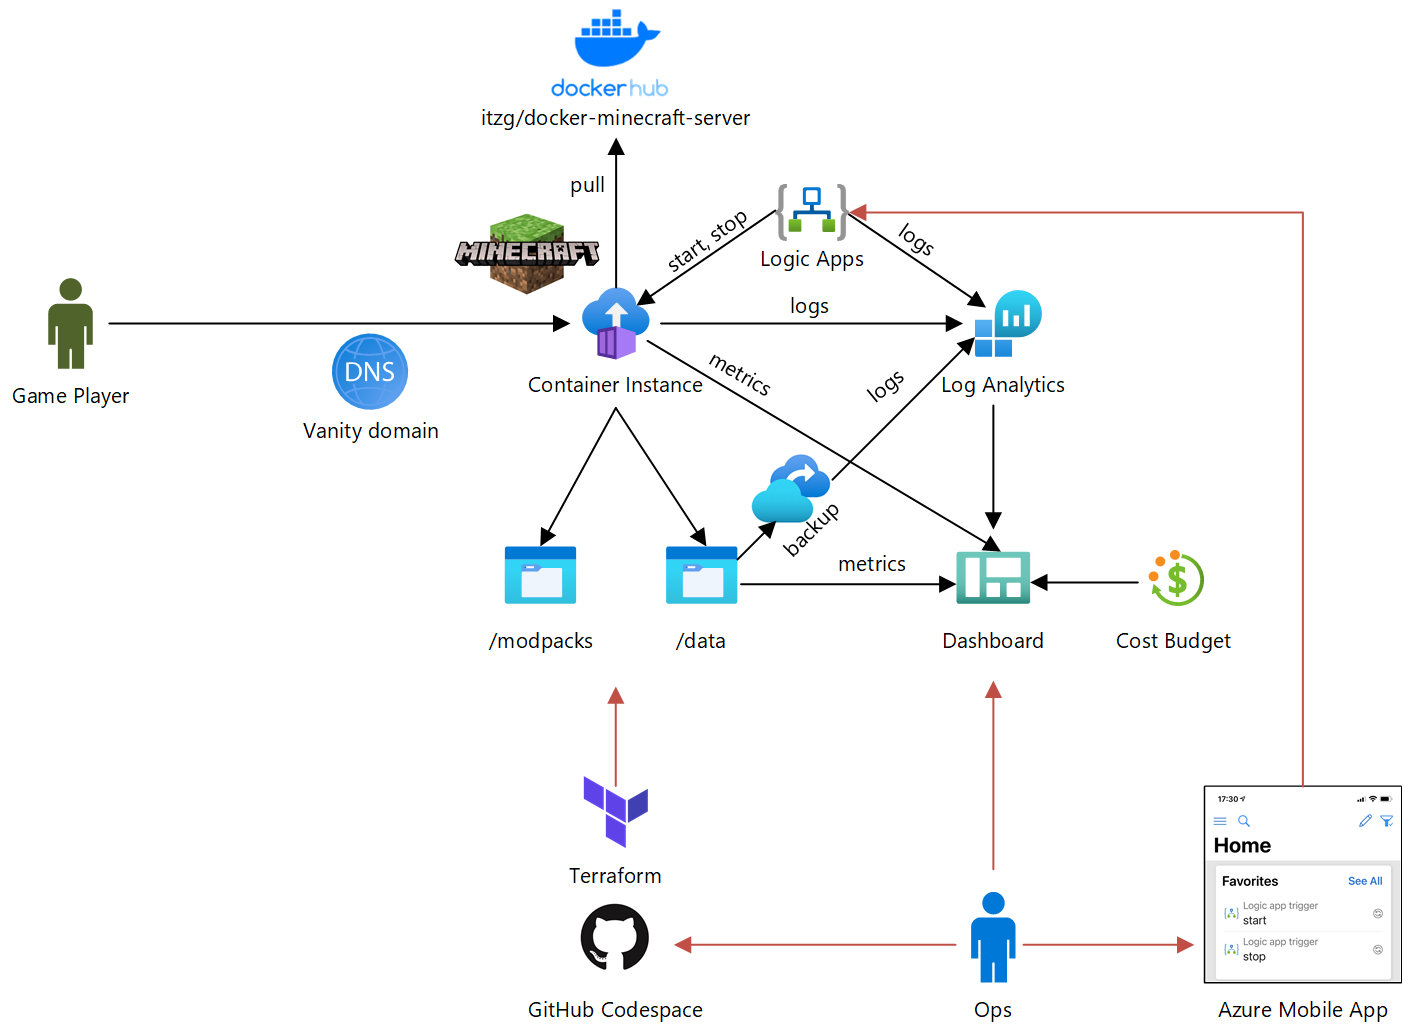 dockerhub
itzg/docker-minecraft-server
pull
MINECRAFT
start, stop
Logic Apps
logs
logs
Game Player
DNS
Vanity domain
Container Instance
metrics
logs
Log Analytics
backup
metrics
/modpacks
/data
Dashboard
$
Cost Budget
Terraform
GitHub Codespace
Ops
17:30
Home
Favorites See All
Logic app trigger
start
Logic app trigger
stop
Azure Mobile App